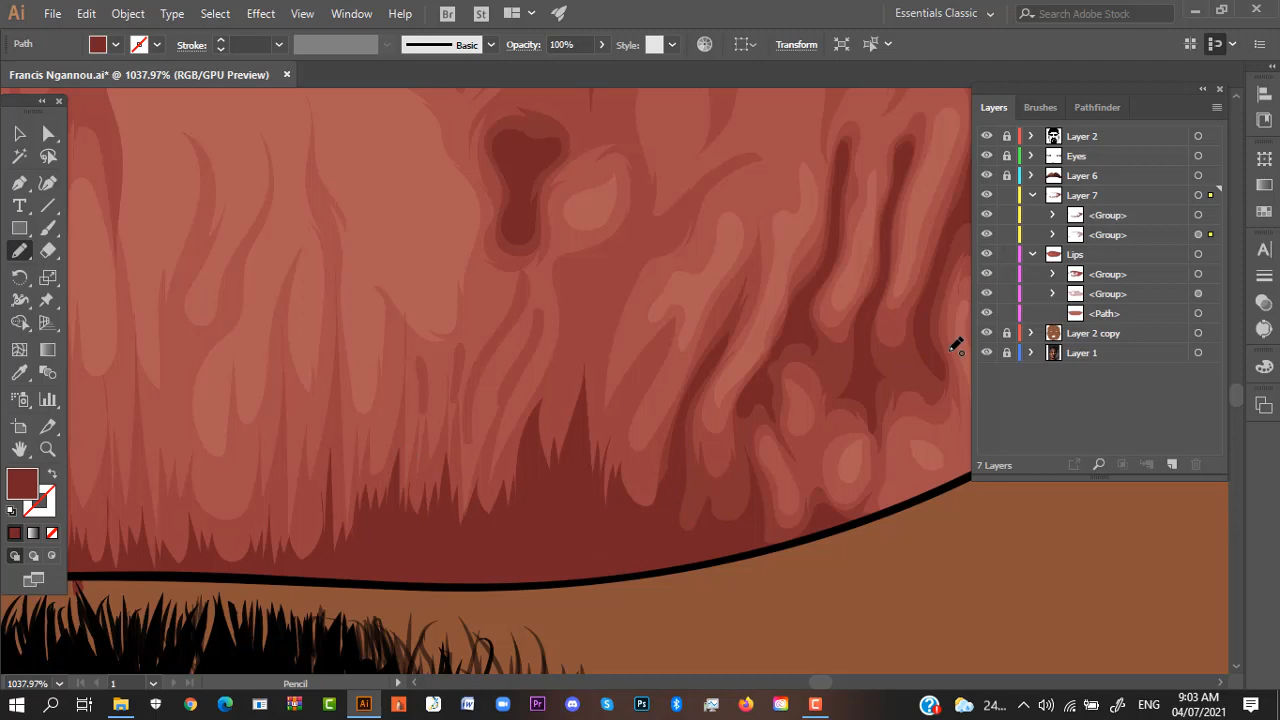 Ai File Edit Object Type Select Effect View Window Help Br St Essentials Classic Search Adobe Stock
Path Stroke: Basic Opacity: 100% Style: Transform
Francis Ngannou.ai* @ 1037.97% (RGB/GPU Preview)
Layers Brushes Pathfinder
Layer 2
Eyes
Layer 6
Layer 7
<Group>
<Group>
Lips
<Group>
<Group>
<Path>
Layer 2 copy
Layer 1
7 Layers
1037.97% 1 Pencil
24... ENG 9:03 AM
04/07/2021